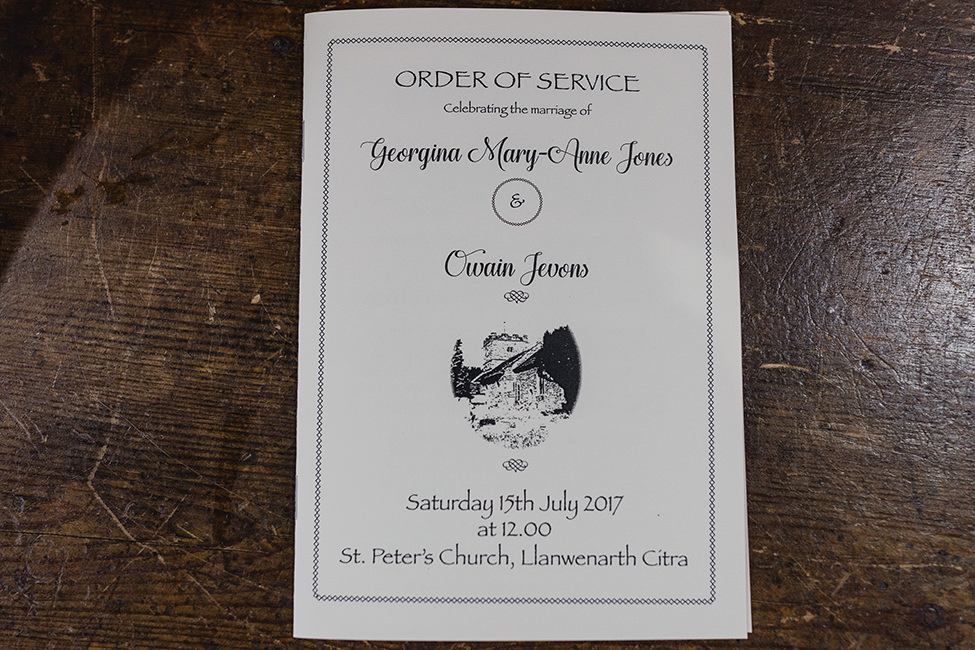 ORDER OF SERVICE
Celebrating the marriage of
Georgina Mary-Anne Jones
&
Owain Jevons
Saturday 15th July 2017
at 12.00
St. Peter's Church, Llanwenarth Citra